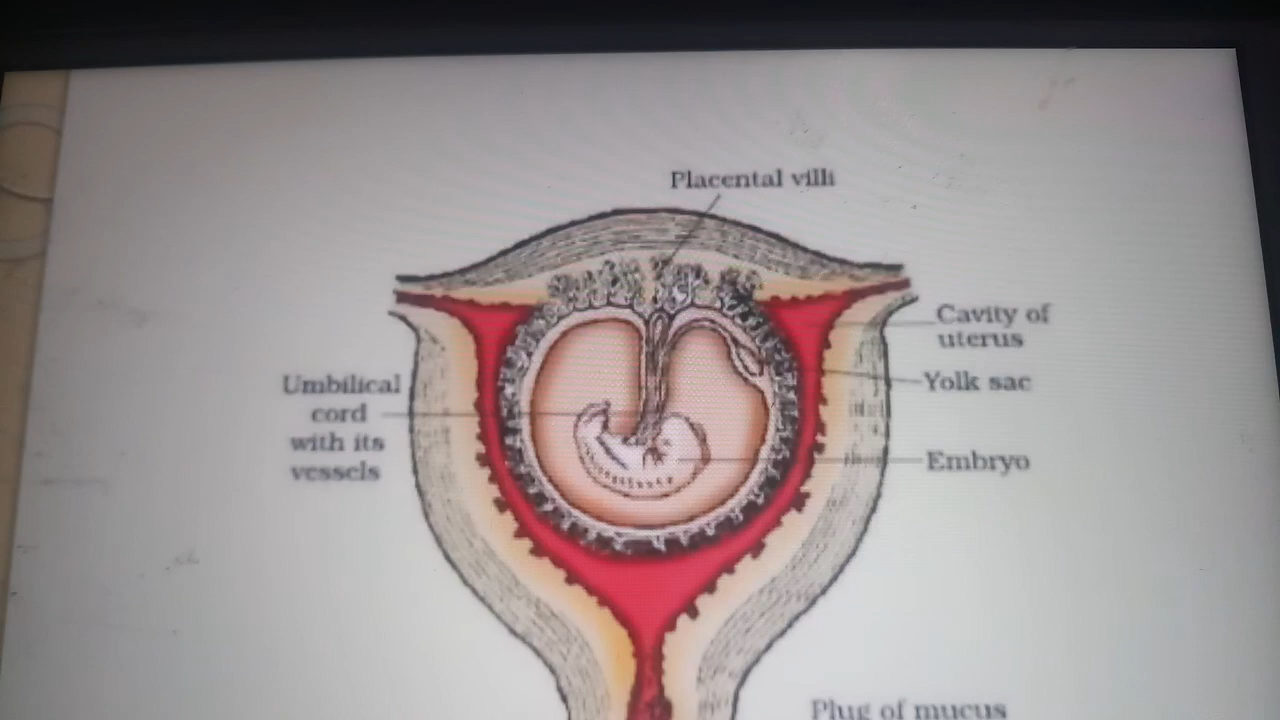 Placental villi
Cavity of
uterus
Yolk sac
Umbilical
cord
with its
vessels
Embryo
Plug of mucus